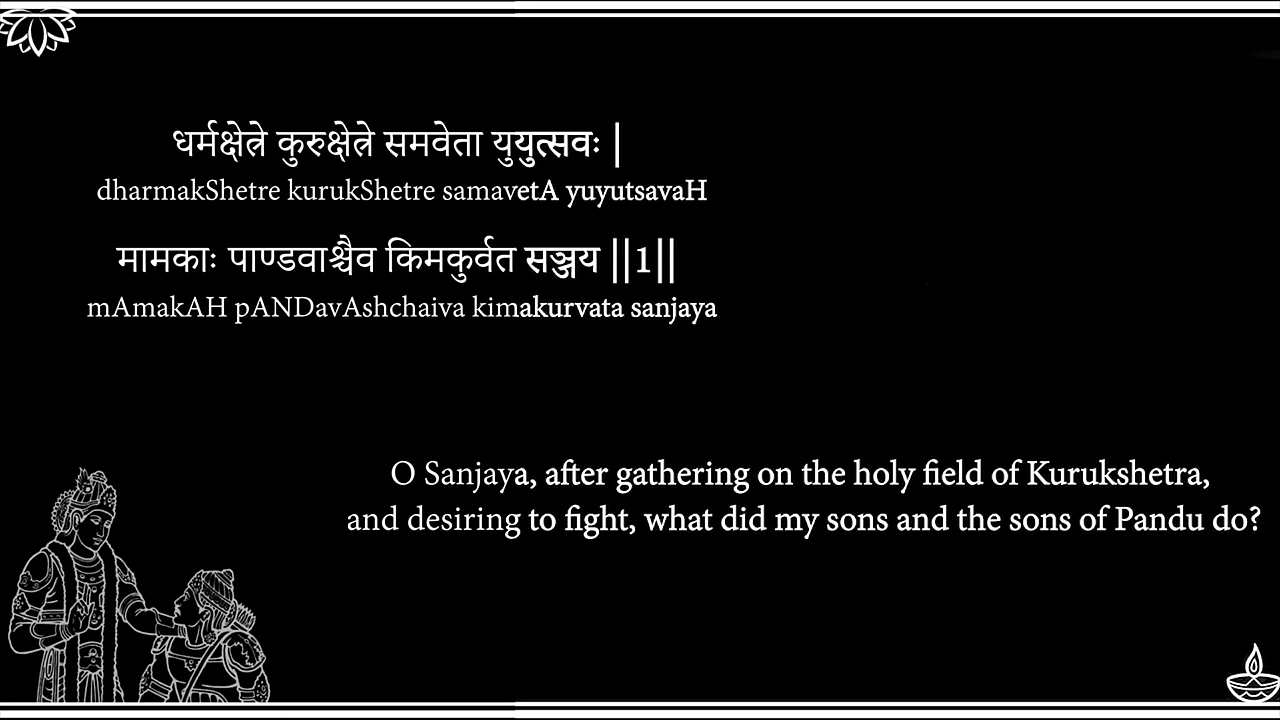 धर्मक्षेत्रे कुरुक्षेत्रे समवेता युयुत्सवः |
dharmakShetre kurukShetre samavetA yuyutsavaH
मामकाः पाण्डवाश्चैव किमकुर्वत सञ्जय ||1||
mAmakAH pANDavAshchaiva kimakurvata sanjaya
O Sanjaya, after gathering on the holy field of Kurukshetra,
and desiring to fight, what did my sons and the sons of Pandu do?